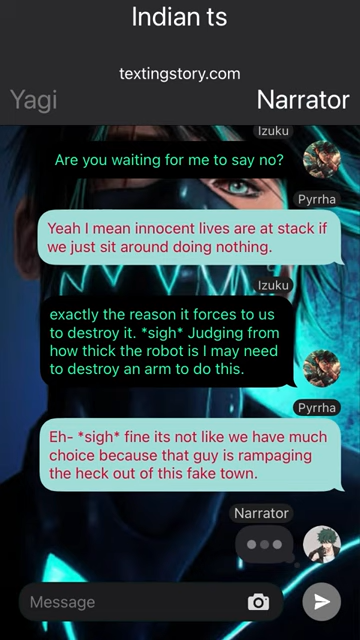 Indian ts
textingstory.com
Yagi
Narrator
Izuku
Are you waiting for me to say no?
Pyrrha
Yeah I mean innocent lives are at stack if
we just sit around doing nothing.
Izuku
exactly the reason it forces to us
to destroy it. *sigh* Judging from
how thick the robot is I may need
to destroy an arm to do this.
Pyrrha
Eh- *sigh* fine its not like we have much
choice because that guy is rampaging
the heck out of this fake town.
Narrator
Message